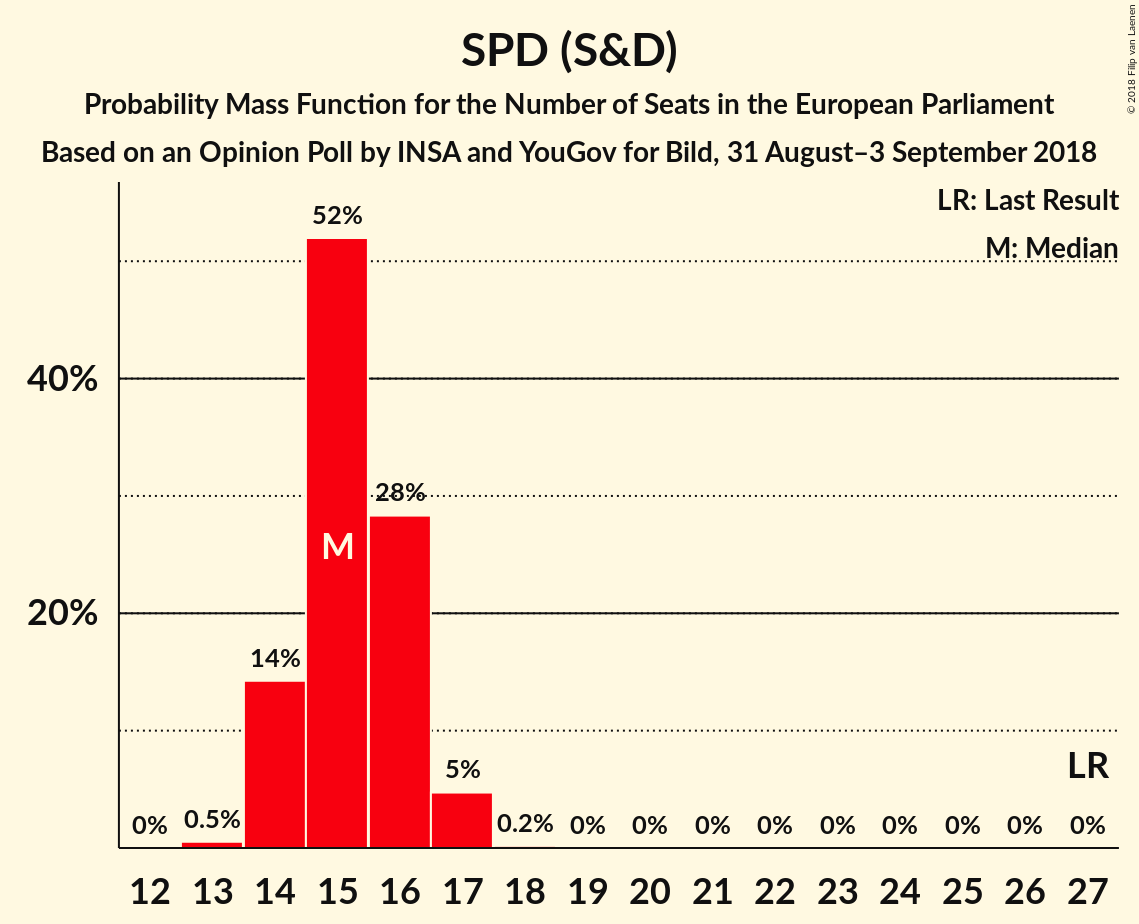 SPD (S&D)
Probability Mass Function for the Number of Seats in the European Parliament
Based on an Opinion Poll by INSA and YouGov for Bild, 31 August–3 September 2018
© 2018 Filip van Laenen
LR: Last Result
M: Median
52%
40%
28%
M
20%
14%
LR
5%
0% 0.5% 0.2% 0% 0% 0% 0% 0% 0% 0% 0% 0%
12 13 14 15 16 17 18 19 20 21 22 23 24 25 26 27